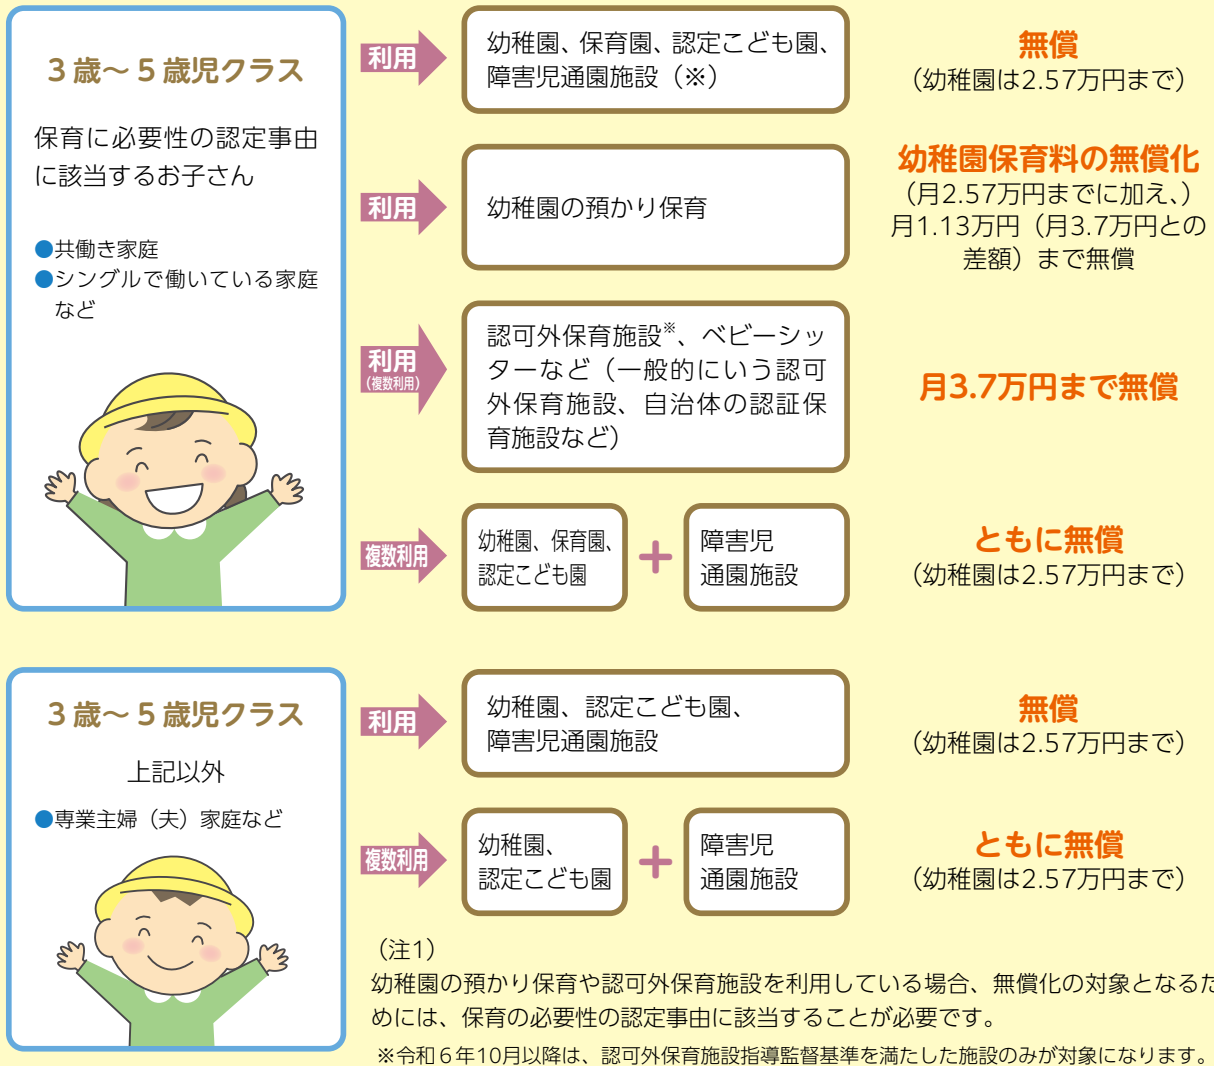 3歳～5歳児クラス
保育に必要性の認定事由
に該当するお子さん
●共働き家庭
●シングルで働いている家庭
など
利用
幼稚園、保育園、認定こども園、
障害児通園施設（※）
無償
（幼稚園は2.57万円まで）
利用
幼稚園の預かり保育
幼稚園保育料の無償化
（月2.57万円までに加え、）
月1.13万円（月3.7万円との
差額）まで無償
利用
（複数利用）
認可外保育施設※、ベビーシッ
ターなど（一般的にいう認可
外保育施設、自治体の認証保
育施設など）
月3.7万円まで無償
複数利用
幼稚園、保育園、
認定こども園
＋
障害児
通園施設
ともに無償
（幼稚園は2.57万円まで）
3歳～5歳児クラス
上記以外
●専業主婦（夫）家庭など
利用
幼稚園、認定こども園、
障害児通園施設
無償
（幼稚園は2.57万円まで）
複数利用
幼稚園、
認定こども園
＋
障害児
通園施設
ともに無償
（幼稚園は2.57万円まで）
（注1）
幼稚園の預かり保育や認可外保育施設を利用している場合、無償化の対象となるた
めには、保育の必要性の認定事由に該当することが必要です。
※令和6年10月以降は、認可外保育施設指導監督基準を満たした施設のみが対象になります。